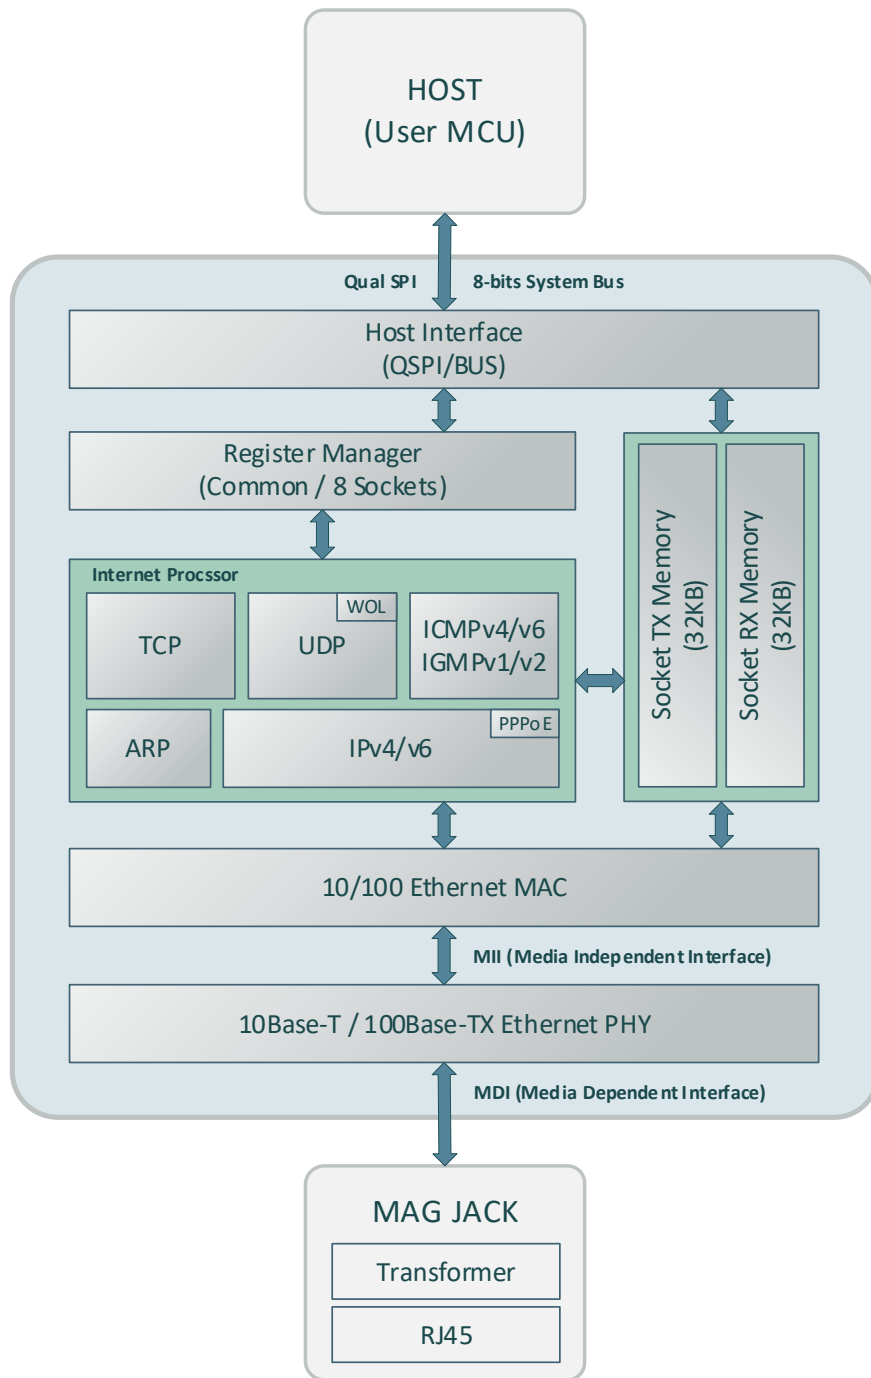 HOST
(User MCU)
Qual SPI
8-bits System Bus
Host Interface
(QSPI/BUS)
Register Manager
(Common / 8 Sockets)
Socket TX Memory
(32KB)
Socket RX Memory
(32KB)
Internet Procssor
TCP
WOL
UDP
ICMPv4/v6
IGMPv1/v2
ARP
PPPoE
IPv4/v6
10/100 Ethernet MAC
MII (Media Independent Interface)
10Base-T / 100Base-TX Ethernet PHY
MDI (Media Dependent Interface)
MAG JACK
Transformer
RJ45